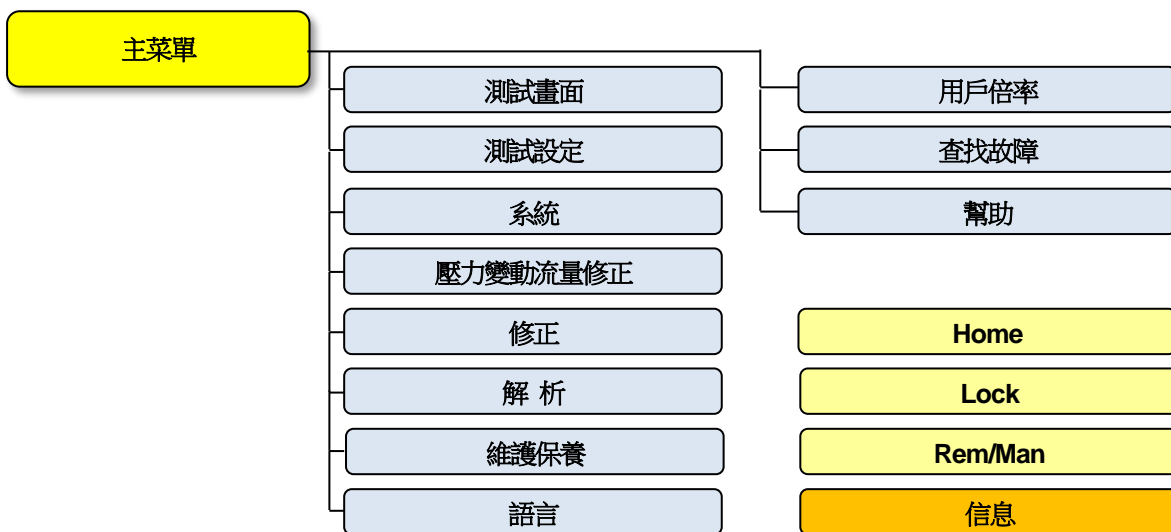 主菜單
測試畫面
測試設定
系統
壓力變動流量修正
修正
解 析
維護保養
語言
用戶倍率
查找故障
幫助
Home
Lock
Rem/Man
信息